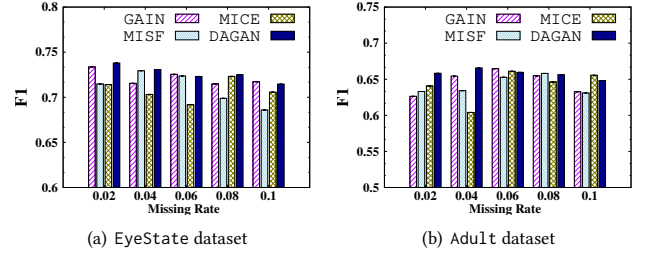 GAIN MICE
MISF DAGAN
0.8
0.75
0.7
0.65
0.6
F1
0.02 0.04 0.06 0.08 0.1
Missing Rate
(a) EyeState dataset
GAIN MICE
MISF DAGAN
0.75
0.7
0.65
0.6
0.55
0.5
F1
0.02 0.04 0.06 0.08 0.1
Missing Rate
(b) Adult dataset